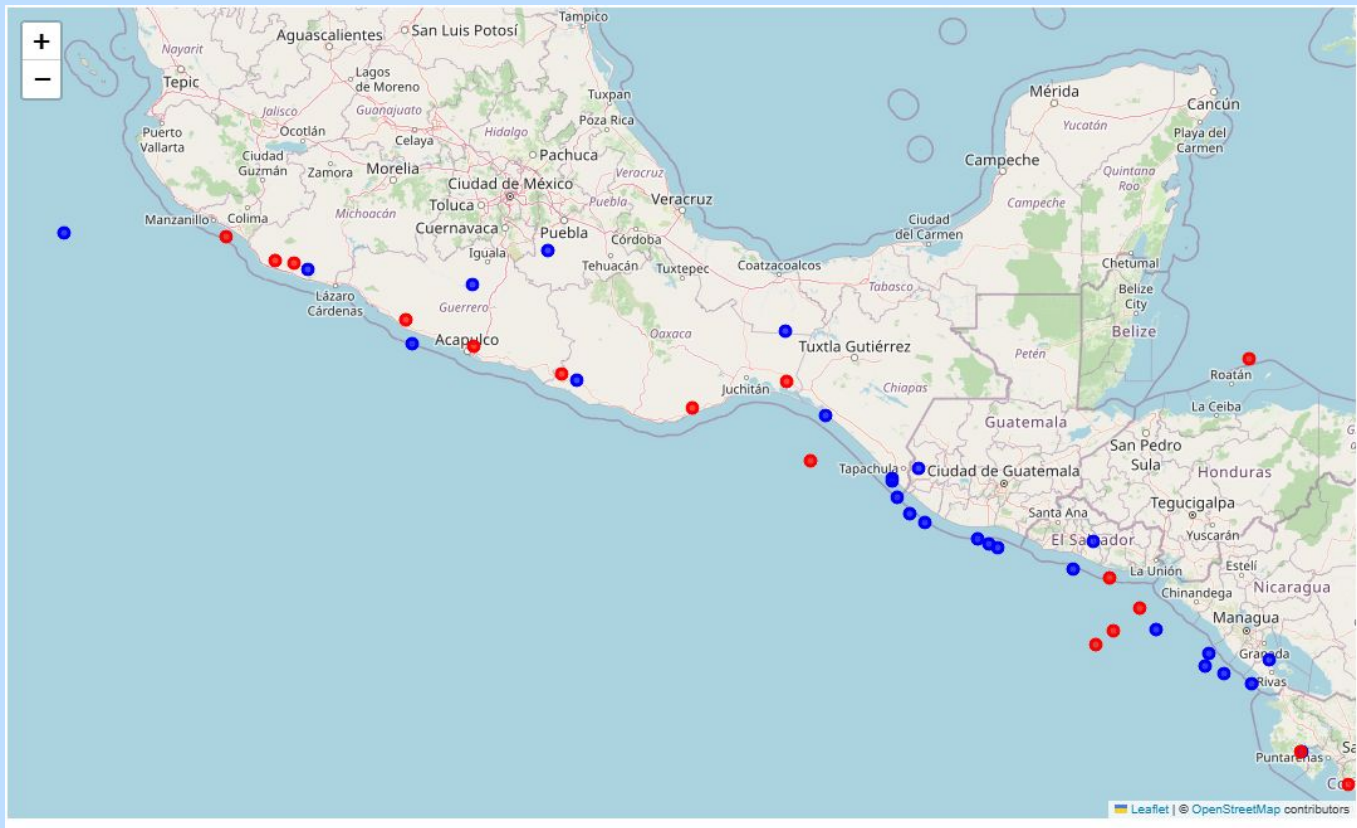 +
−
Tampico
San Luis Potosí
Aguascalientes
Nayarit
Tepic
Lagos
de Moreno
Mérida
Cancún
Tuxpan
Jalisco
Guanajuato
Poza Rica
Yucatán
Playa del
Carmen
Puerto
Vallarta
Ocotlán
Celaya
Hidalgo
Pachuca
Campeche
Ciudad
Guzmán
Zamora
Morelia
Veracruz
Quintana
Roo
Ciudad de México
Toluca
Puebla
Veracruz
Campeche
Manzanillo
Colima
Michoacán
Cuernavaca
Puebla
Córdoba
Ciudad
del Carmen
Iguala
Tehuacán
Tuxtepec
Coatzacoalcos
Chetumal
Lázaro
Cárdenas
Guerrero
Tabasco
Belize
City
Acapulco
Oaxaca
Tuxtla Gutiérrez
Petén
Belize
Juchitán
Chiapas
Roatán
La Ceiba
Guatemala
San Pedro
Sula
Tapachula
Ciudad de Guatemala
Honduras
Santa Ana
Tegucigalpa
El Salvador
Yuscarán
La Unión
Estelí
Chinandega
Nicaragua
Managua
Granada
Rivas
Puntarenas
Leaflet | © OpenStreetMap contributors